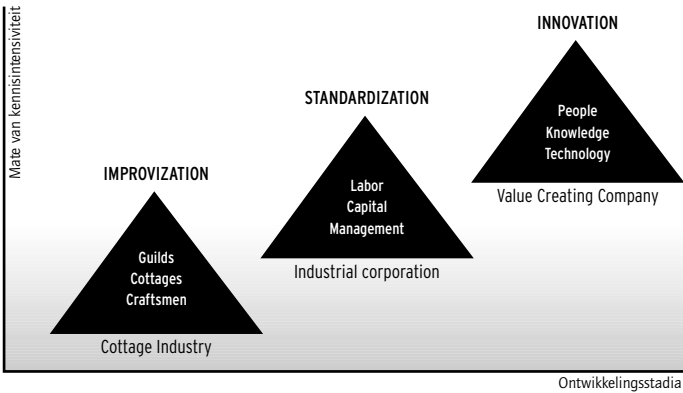 Mate van kennisintensiviteit
INNOVATION
People
Knowledge
Technology
Value Creating Company
STANDARDIZATION
Labor
Capital
Management
Industrial corporation
IMPROVIZATION
Guilds
Cottages
Craftsmen
Cottage Industry
Ontwikkelingsstadia